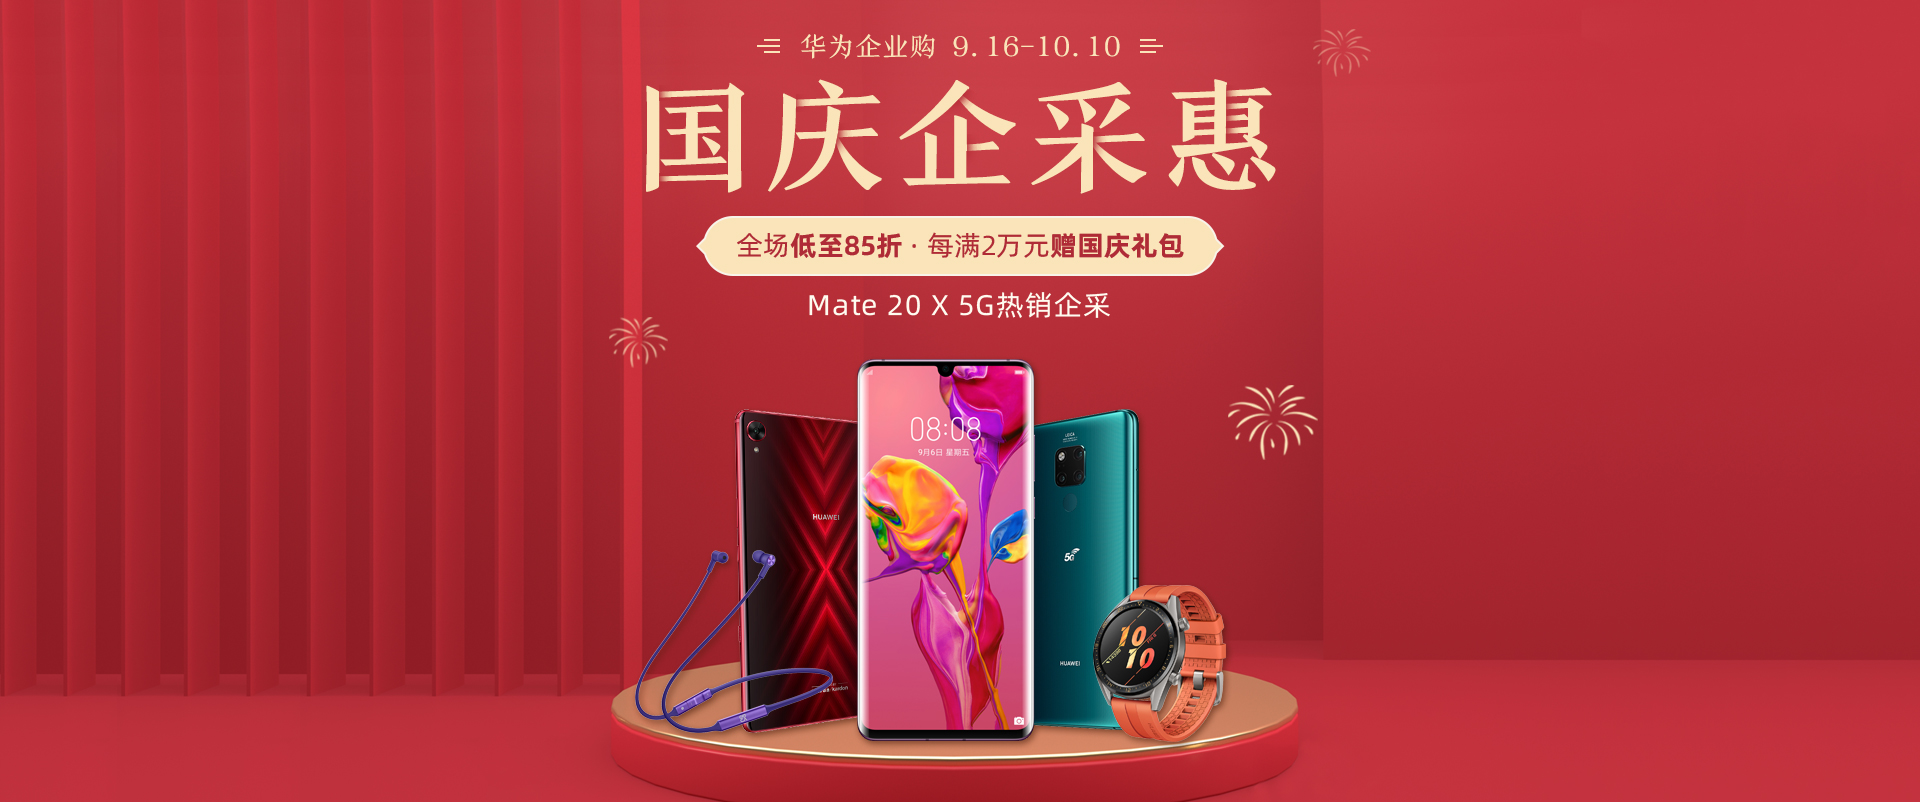 华为企业购 9.16-10.10
国庆企采惠
全场低至85折 · 每满2万元赠国庆礼包
Mate 20 X 5G热销企采
08:08
9月6日 星期五
HUAWEI
LEICA
5G
HUAWEI
10
10
kardon